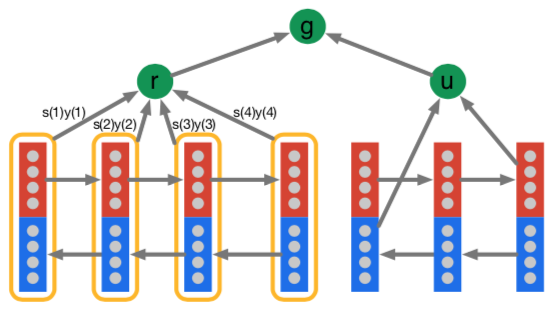 g
r
u
s(1)y(1)
s(2)y(2)
s(3)y(3)
s(4)y(4)